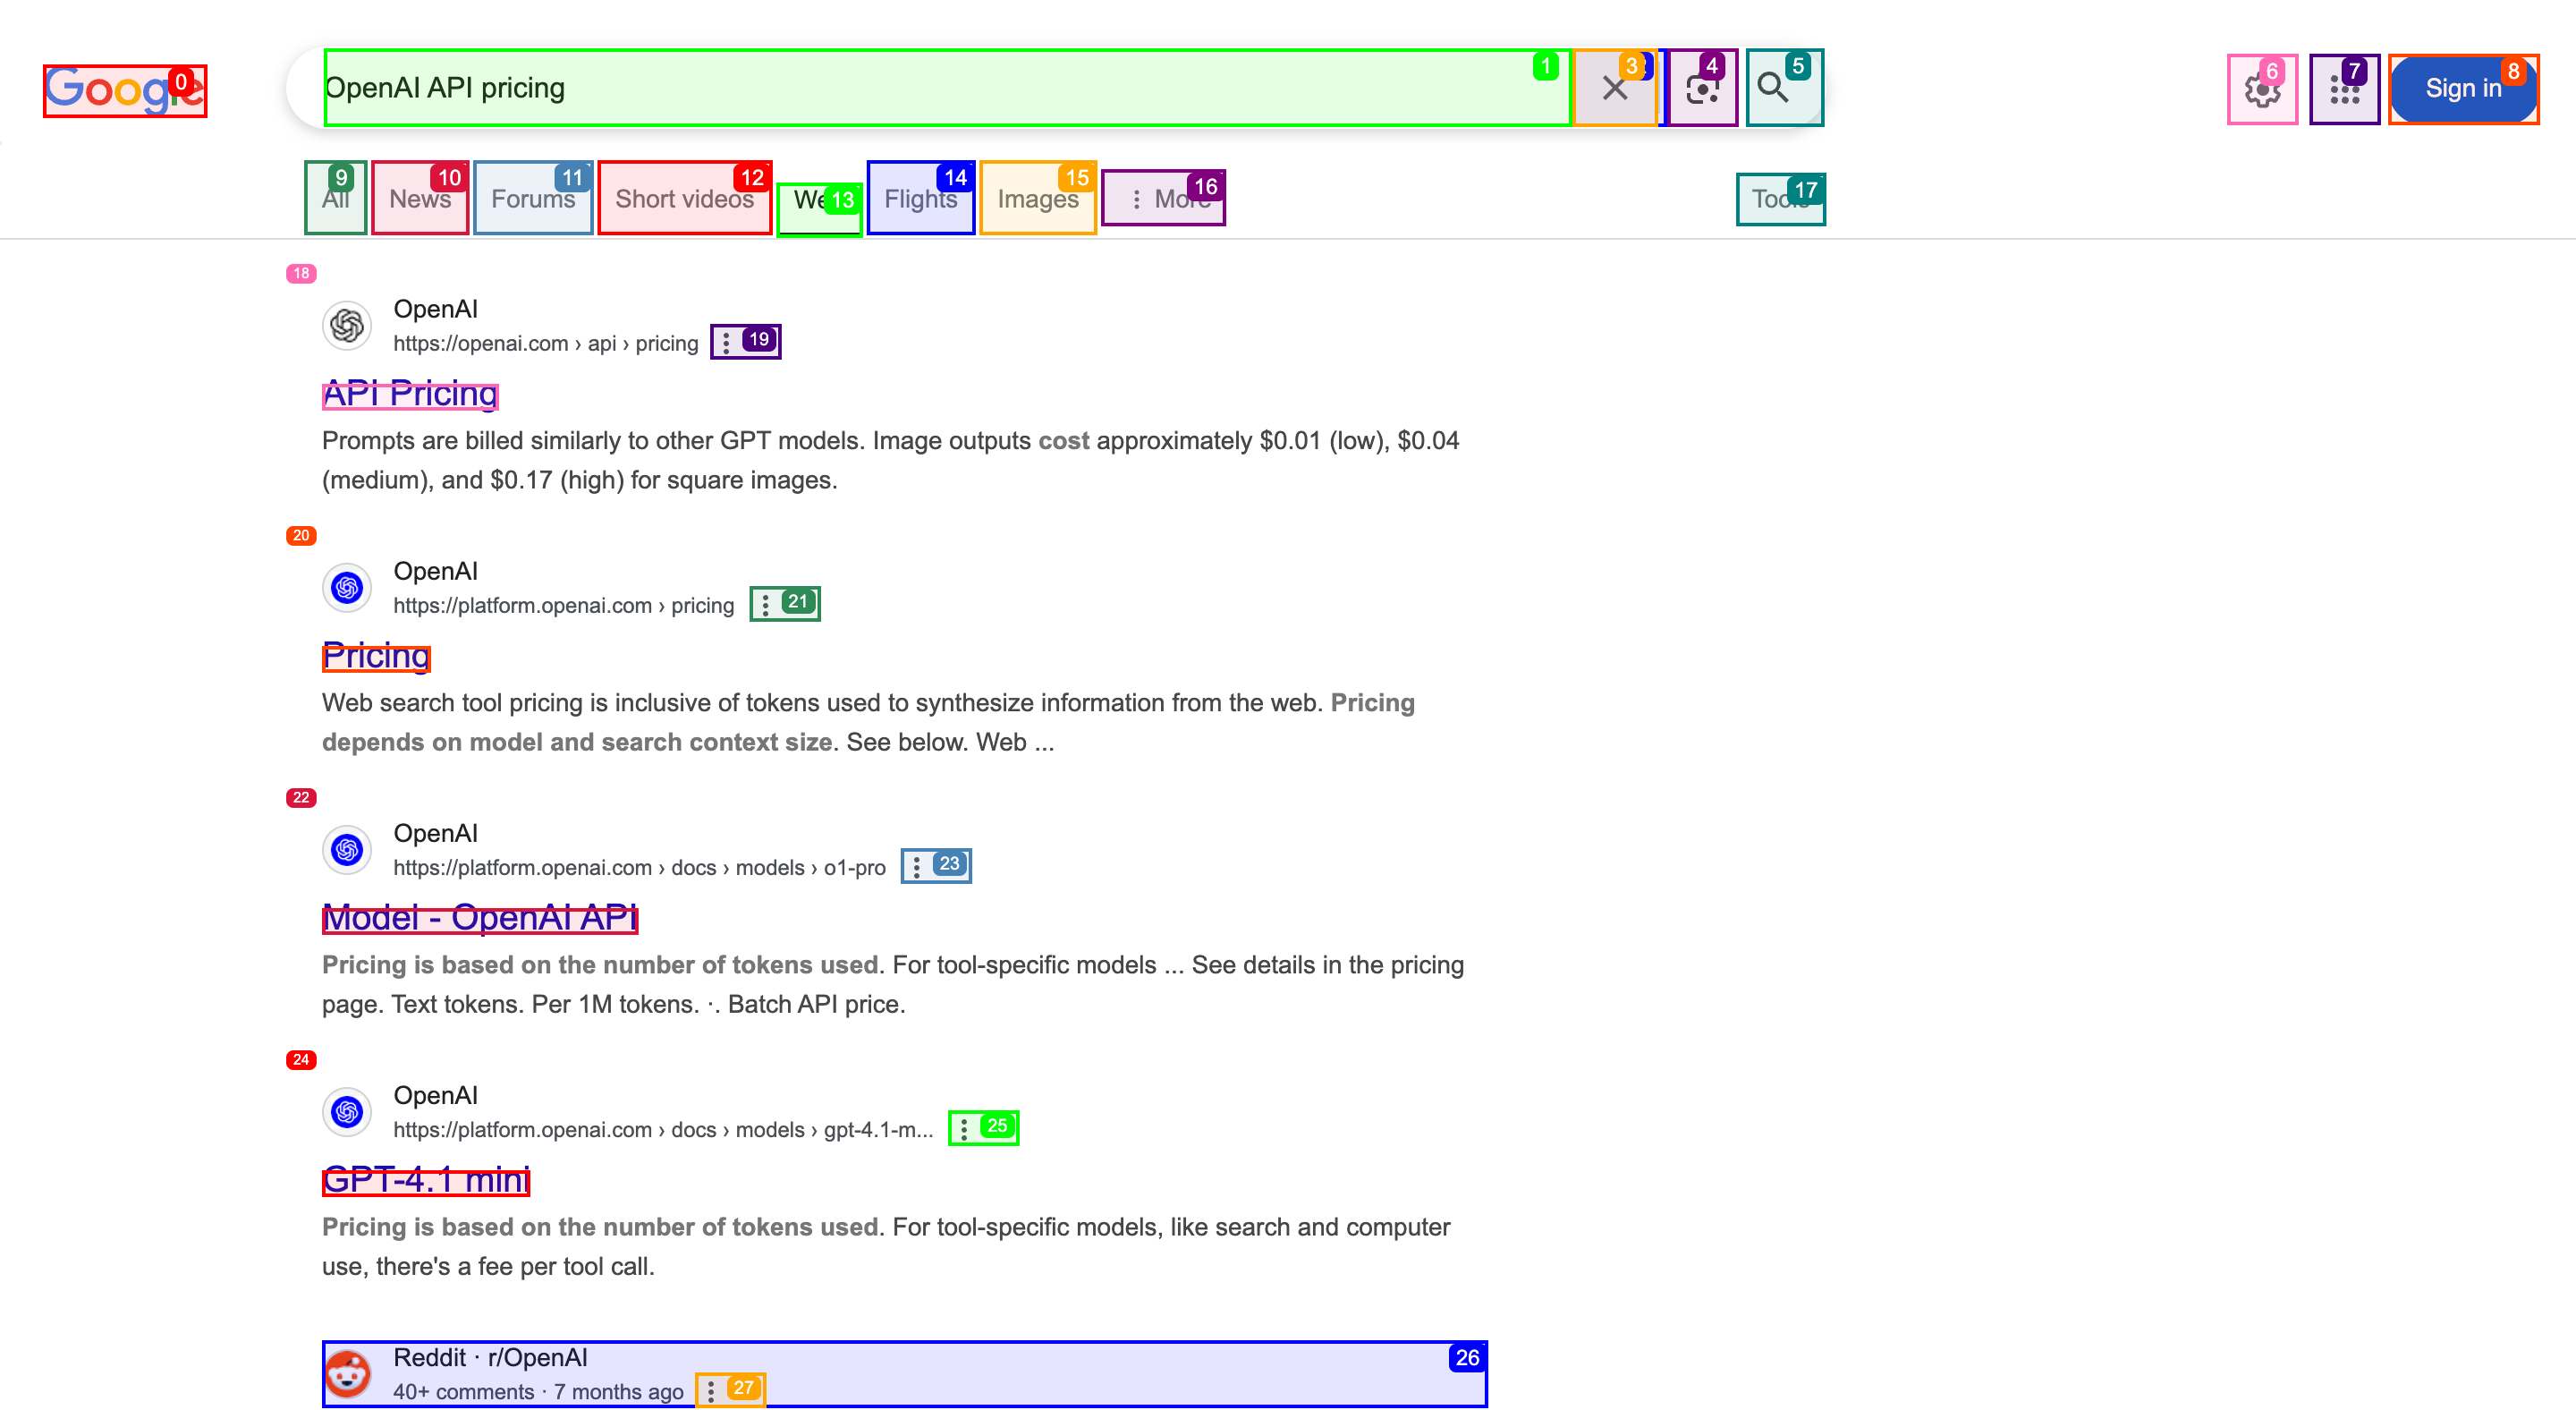 Google 0
OpenAI API pricing 1 3 4 5
6 7 Sign in 8
All 9 News 10 Forums 11 Short videos 12 13 Flights 14 Images 15 16 17
18
OpenAI
https://openai.com › api › pricing 19
API Pricing
Prompts are billed similarly to other GPT models. Image outputs cost approximately $0.01 (low), $0.04
(medium), and $0.17 (high) for square images.
20
OpenAI
https://platform.openai.com › pricing 21
Pricing
Web search tool pricing is inclusive of tokens used to synthesize information from the web. Pricing
depends on model and search context size. See below. Web ...
22
OpenAI
https://platform.openai.com › docs › models › o1-pro 23
Model - OpenAI API
Pricing is based on the number of tokens used. For tool-specific models ... See details in the pricing
page. Text tokens. Per 1M tokens. ·. Batch API price.
24
OpenAI
https://platform.openai.com › docs › models › gpt-4.1-m... 25
GPT-4.1 mini
Pricing is based on the number of tokens used. For tool-specific models, like search and computer
use, there's a fee per tool call.
Reddit · r/OpenAI 26
40+ comments · 7 months ago 27